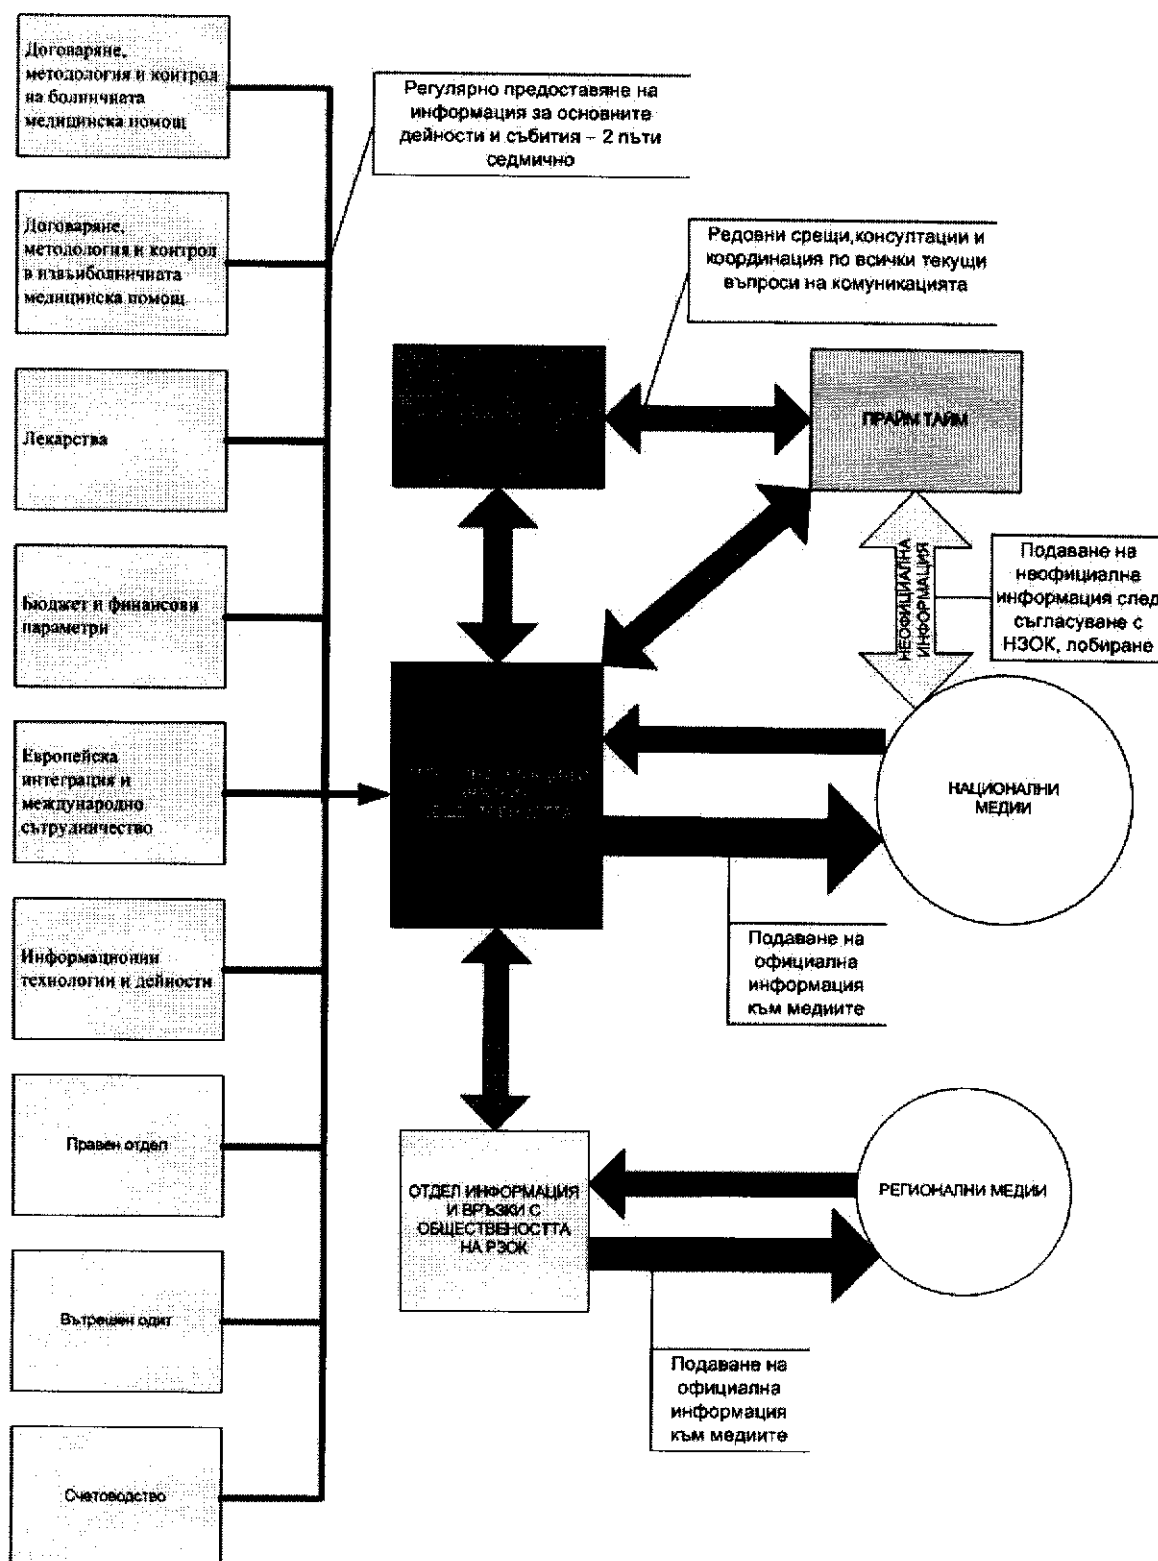 Договаряне,
методология и контрол
на болничната
медицинска помощ
Регулярно предоставяне на
информация за основните
дейности и събития – 2 пъти
седмично
Договаряне,
методология и контрол
в извънболничната
медицинска помощ
Редовни срещи,консултации и
координация по всички текущи
въпроси на комуникацията
Лекарства
ПРАЙМ ТАЙМ
НЕОФИЦИАЛНА
ИНФОРМАЦИЯ
Подаване на
неофициална
информация след
съгласуване с
НЗОК, лобиране
Бюджет и финансови
параметри
Европейска
интеграция и
международно
сътрудничество
НАЦИОНАЛНИ
МЕДИИ
Подаване на
официална
информация
към медиите
Информационни
технологии и дейности
Правен отдел
ОТДЕЛ ИНФОРМАЦИЯ
И ВРЪЗКИ С
ОБЩЕСТВЕНОСТТА
НА РЗОК
РЕГИОНАЛНИ МЕДИИ
Вътрешен одит
Подаване на
официална
информация
към медиите
Счетоводство